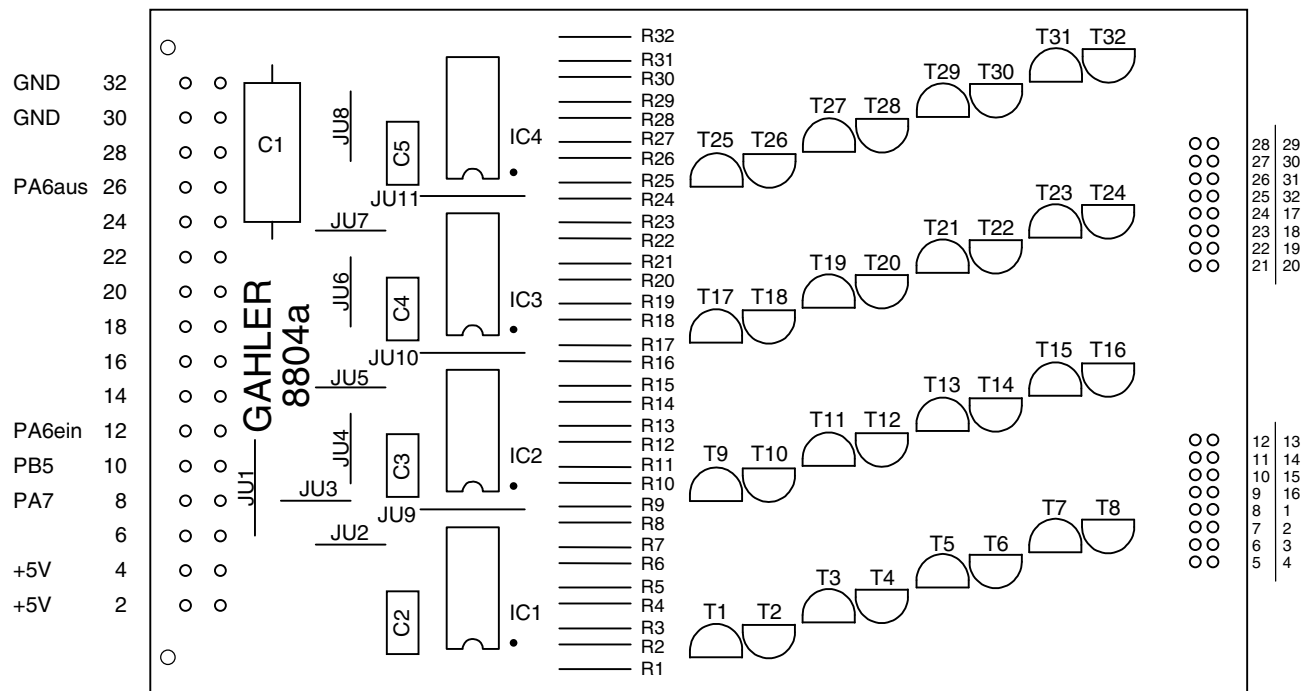 GND 32
GND 30
28
PA6aus 26
24
22
20
18
16
14
PA6ein 12
PB5 10
PA7 8
6
+5V 4
+5V 2
C1
JU8
C5
JU11
JU7
JU6
C4
JU10
JU5
GAHLER
8804a
JU4
C3
JU1
JU3
JU9
JU2
C2
IC4
IC3
IC2
IC1
R32
R31
R30
R29
R28
R27
R26
R25
R24
R23
R22
R21
R20
R19
R18
R17
R16
R15
R14
R13
R12
R11
R10
R9
R8
R7
R6
R5
R4
R3
R2
R1
T31 T32
T29 T30
T27 T28
T25 T26
T23 T24
T21 T22
T19 T20
T17 T18
T15 T16
T13 T14
T11 T12
T9 T10
T7 T8
T5 T6
T3 T4
T1 T2
28 29
27 30
26 31
25 32
24 17
23 18
22 19
21 20
12 13
11 14
10 15
9 16
8 1
7 2
6 3
5 4